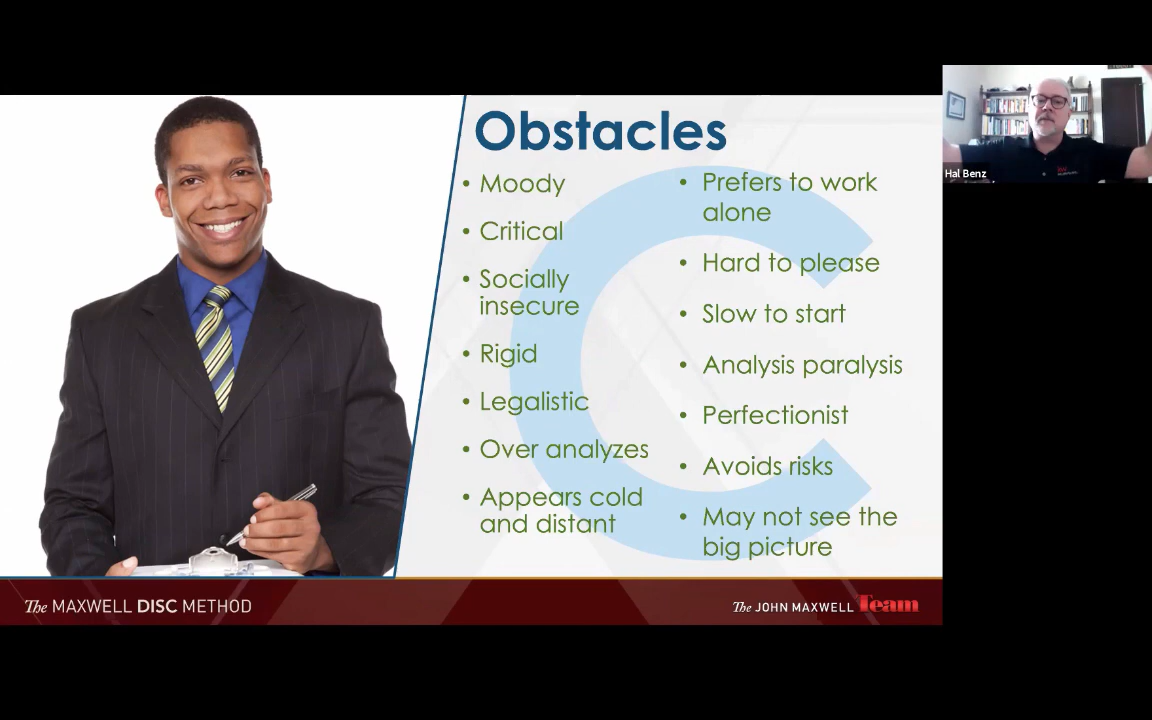 Obstacles
• Moody
• Critical
• Socially
insecure
• Rigid
• Legalistic
• Over analyzes
• Appears cold
and distant
• Prefers to work
alone
• Hard to please
• Slow to start
• Analysis paralysis
• Perfectionist
• Avoids risks
• May not see the
big picture
C
The MAXWELL DISC METHOD
The JOHN MAXWELL Team
Hal Benz